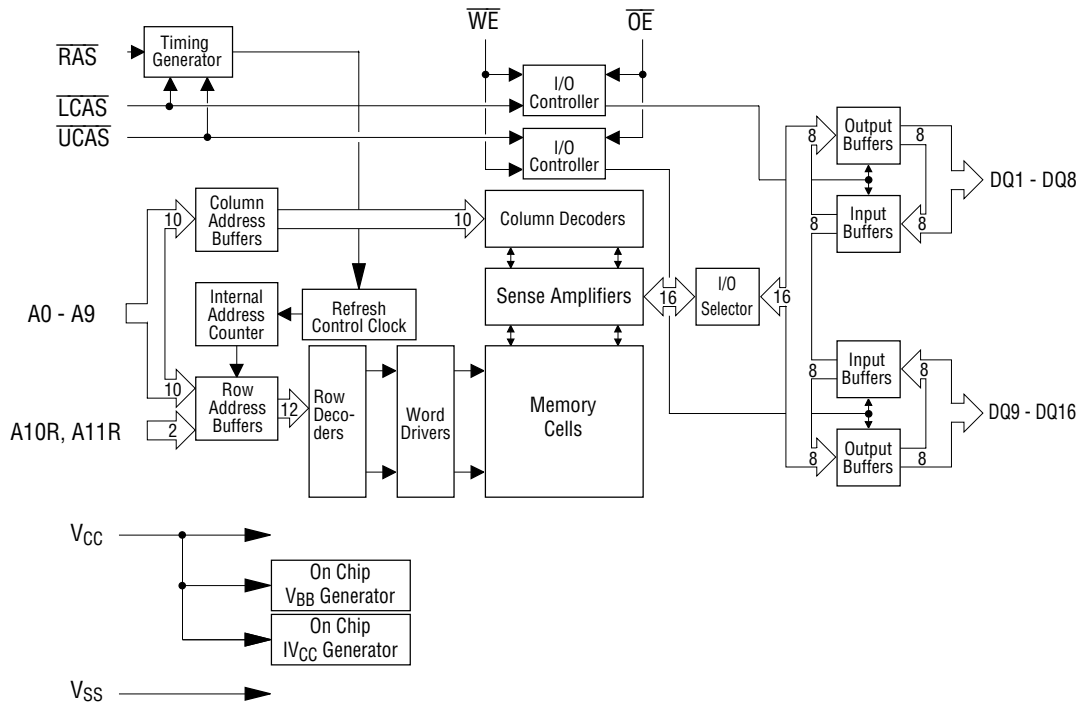 WE
OE
RAS
Timing
Generator
LCAS
UCAS
I/O
Controller
I/O
Controller
Output
Buffers
8
8
8
DQ1 - DQ8
Input
Buffers
8
8
Column
Address
Buffers
10
10
Column Decoders
A0 - A9
Internal
Address
Counter
Refresh
Control Clock
Sense Amplifiers
16
I/O
Selector
16
10
Row
Address
Buffers
12
Row
Deco-
ders
Word
Drivers
Memory
Cells
A10R, A11R
2
Input
Buffers
8
8
DQ9 - DQ16
Output
Buffers
8
8
VCC
On Chip
VBB Generator
On Chip
IVCC Generator
VSS